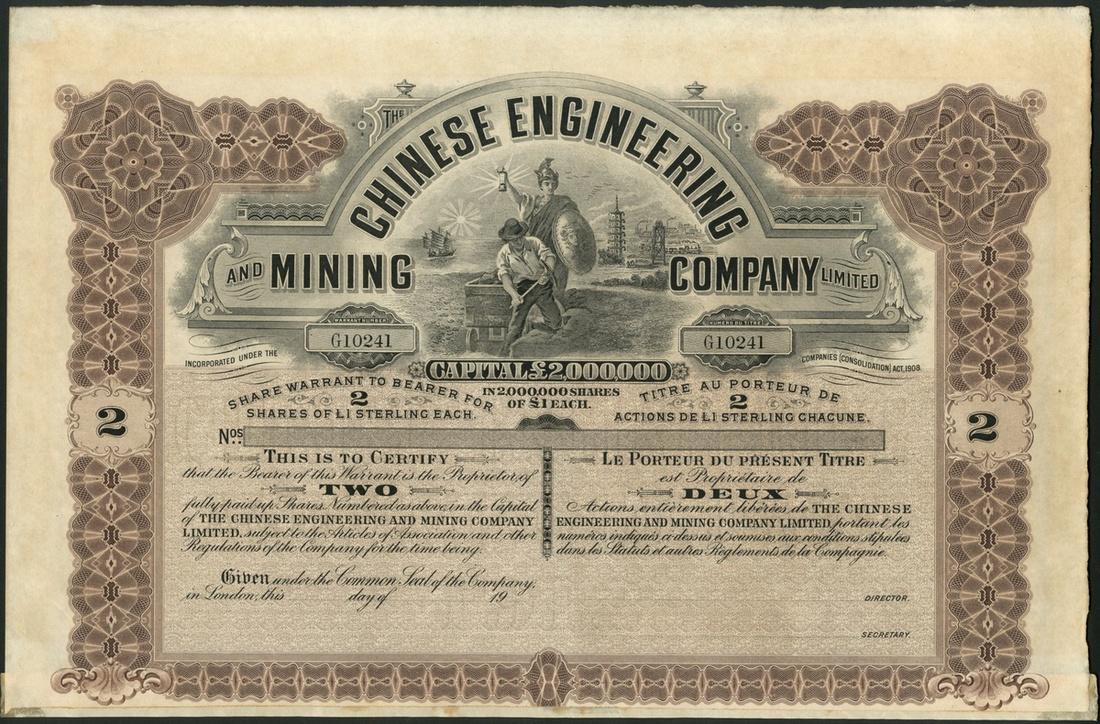 THE
CHINESE ENGINEERING
AND MINING COMPANY LIMITED
WARRANT NUMBER
G10241
NUMÉRO DU TITRE
G10241
INCORPORATED UNDER THE COMPANIES (CONSOLIDATION) ACT, 1908.
CAPITAL £2,000,000
IN 2,000,000 SHARES
OF £1 EACH.
SHARE WARRANT TO BEARER FOR
2
SHARES OF £1 STERLING EACH.
TITRE AU PORTEUR DE
2
ACTIONS DE £1 STERLING CHACUNE.
2
2
Nos.
THIS IS TO CERTIFY
that the Bearer of this Warrant is the Proprietor of
TWO
fully paid up Shares, Numbered as above, in the Capital
of THE CHINESE ENGINEERING AND MINING COMPANY
LIMITED, subject to the Articles of Association and other
Regulations of the Company for the time being.
LE PORTEUR DU PRÉSENT TITRE
est Propriétaire de
DEUX
Actions, entièrement libérées, de THE CHINESE
ENGINEERING AND MINING COMPANY LIMITED, portant les
numéros indiqués ci-dessus et soumises aux conditions stipulées
dans les Statuts et autres Règlements de la Compagnie.
Given under the Common Seal of the Company,
in London, this day of 19
DIRECTOR.
SECRETARY.